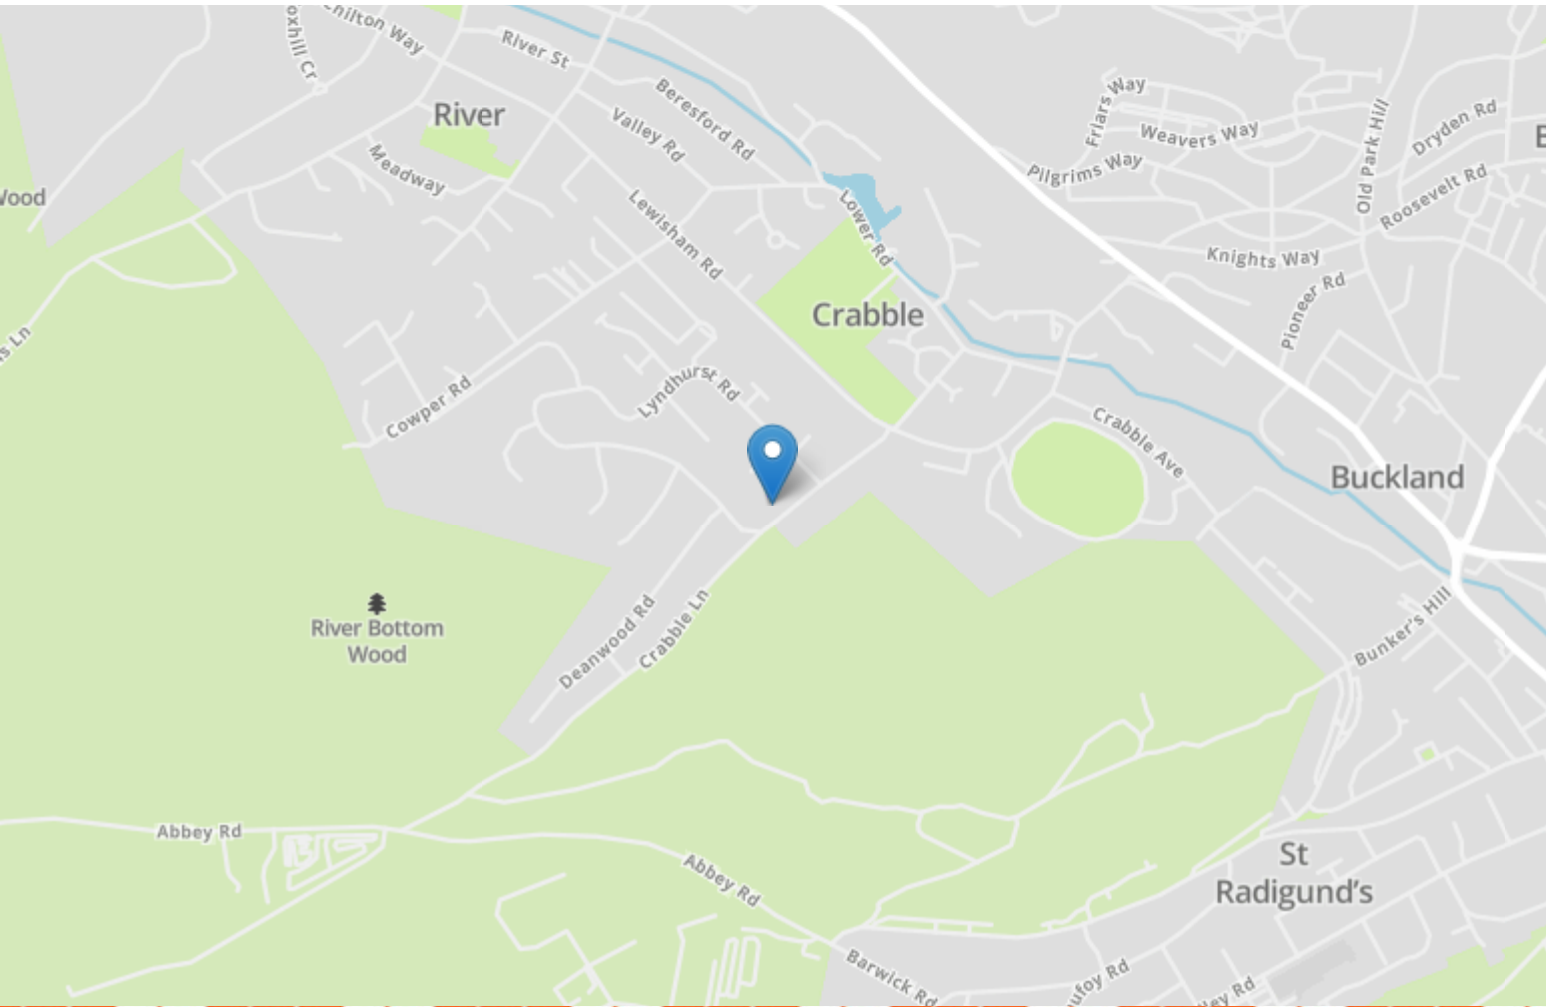 Chilton Way
River St
River
Beresford Rd
Valley Rd
Meadway
Friars Way
Weavers Way
Pilgrims Way
Old Park Hill
Dryden Rd
Roosevelt Rd
Lewisham Rd
Lower Rd
Knights Way
Pioneer Rd
Crabble
Cowper Rd
Lyndhurst Rd
Crabble Ave
Buckland
River Bottom
Wood
Deanwood Rd
Crabble Ln
Bunker's Hill
Abbey Rd
Abbey Rd
St
Radigund's
Barwick Rd